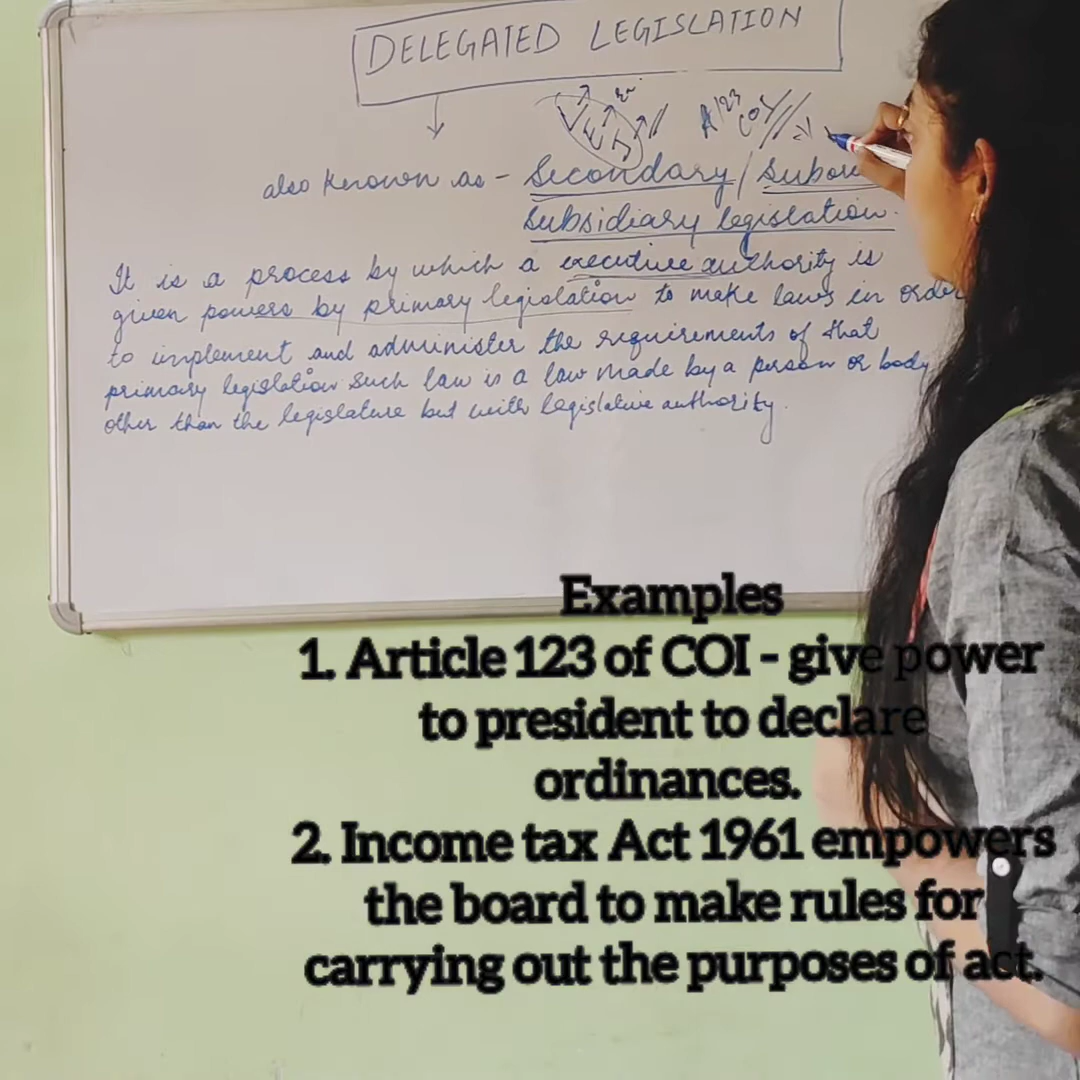 DELEGATED LEGISLATION
L E J
A 123 COI
also known as - Secondary /
Subsidiary legislation.
It is a process by which a executive authority is
given powers by primary legislation to make laws in order
to implement and administer the requirements of that
primary legislation such law is a law made by a person or body
other than the legislature but with legislative authority.
Examples
1. Article 123 of COI - give power
to president to declare
ordinances.
2. Income tax Act 1961 empowers
the board to make rules for
carrying out the purposes of act.